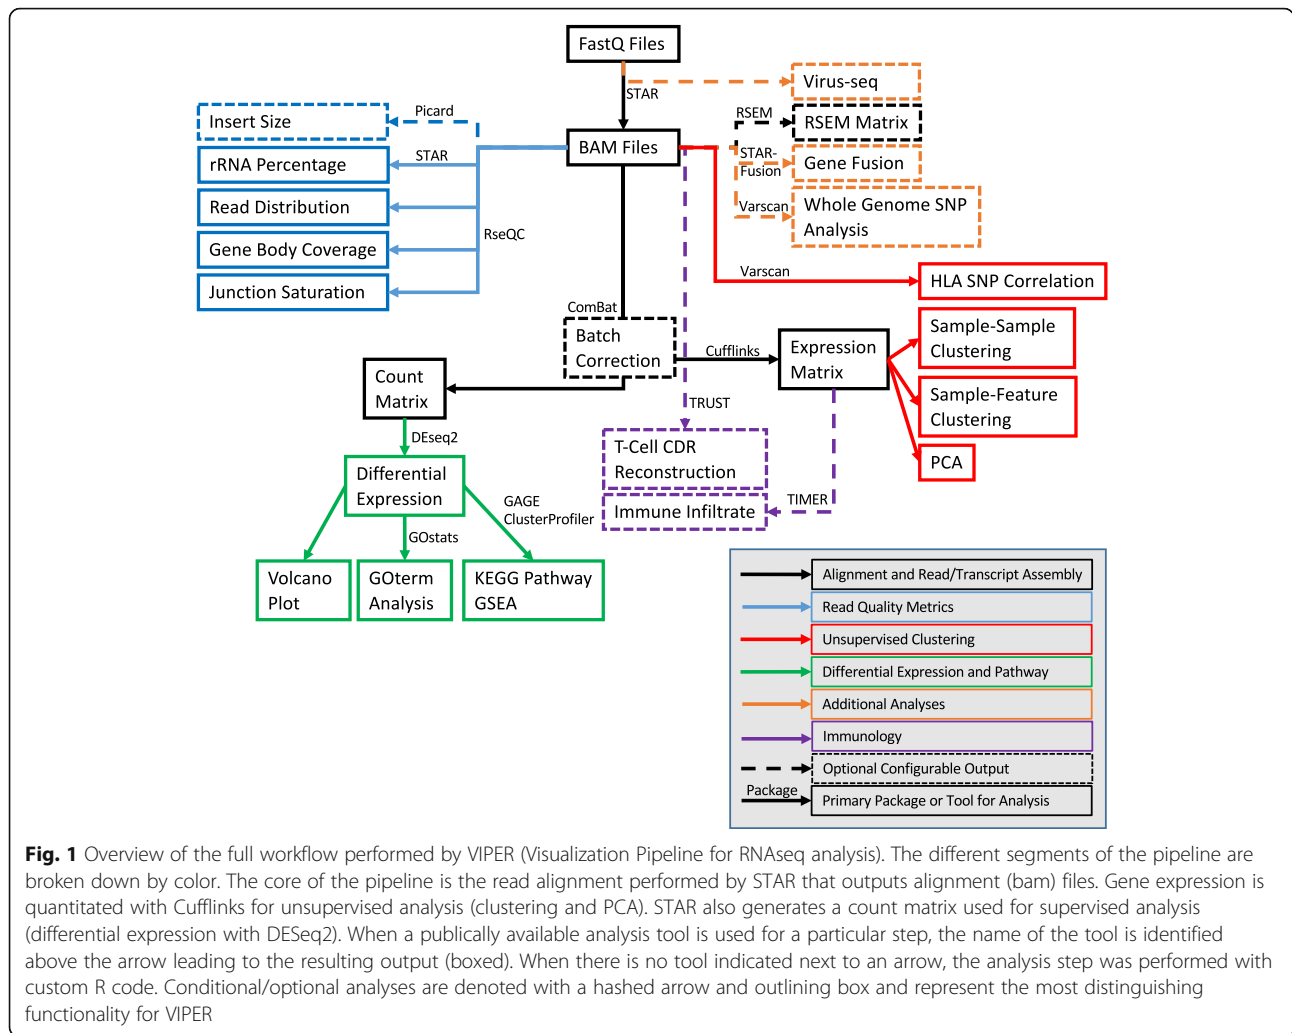 FastQ Files
STAR
Virus-seq
Picard
Insert Size
RSEM
RSEM Matrix
BAM Files
STAR
rRNA Percentage
STAR-
Fusion
Gene Fusion
Read Distribution
Varscan
Whole Genome SNP
Analysis
RseQC
Gene Body Coverage
Varscan
HLA SNP Correlation
Junction Saturation
ComBat
Batch
Correction
Cufflinks
Expression
Matrix
Sample-Sample
Clustering
Count
Matrix
TRUST
Sample-Feature
Clustering
DEseq2
T-Cell CDR
Reconstruction
PCA
Differential
Expression
GAGE
ClusterProfiler
TIMER
Immune Infiltrate
GOstats
Volcano
Plot
GOterm
Analysis
KEGG Pathway
GSEA
Alignment and Read/Transcript Assembly
Read Quality Metrics
Unsupervised Clustering
Differential Expression and Pathway
Additional Analyses
Immunology
Optional Configurable Output
Package
Primary Package or Tool for Analysis
Fig. 1 Overview of the full workflow performed by VIPER (Visualization Pipeline for RNAseq analysis). The different segments of the pipeline are
broken down by color. The core of the pipeline is the read alignment performed by STAR that outputs alignment (bam) files. Gene expression is
quantitated with Cufflinks for unsupervised analysis (clustering and PCA). STAR also generates a count matrix used for supervised analysis
(differential expression with DESeq2). When a publically available analysis tool is used for a particular step, the name of the tool is identified
above the arrow leading to the resulting output (boxed). When there is no tool indicated next to an arrow, the analysis step was performed with
custom R code. Conditional/optional analyses are denoted with a hashed arrow and outlining box and represent the most distinguishing
functionality for VIPER